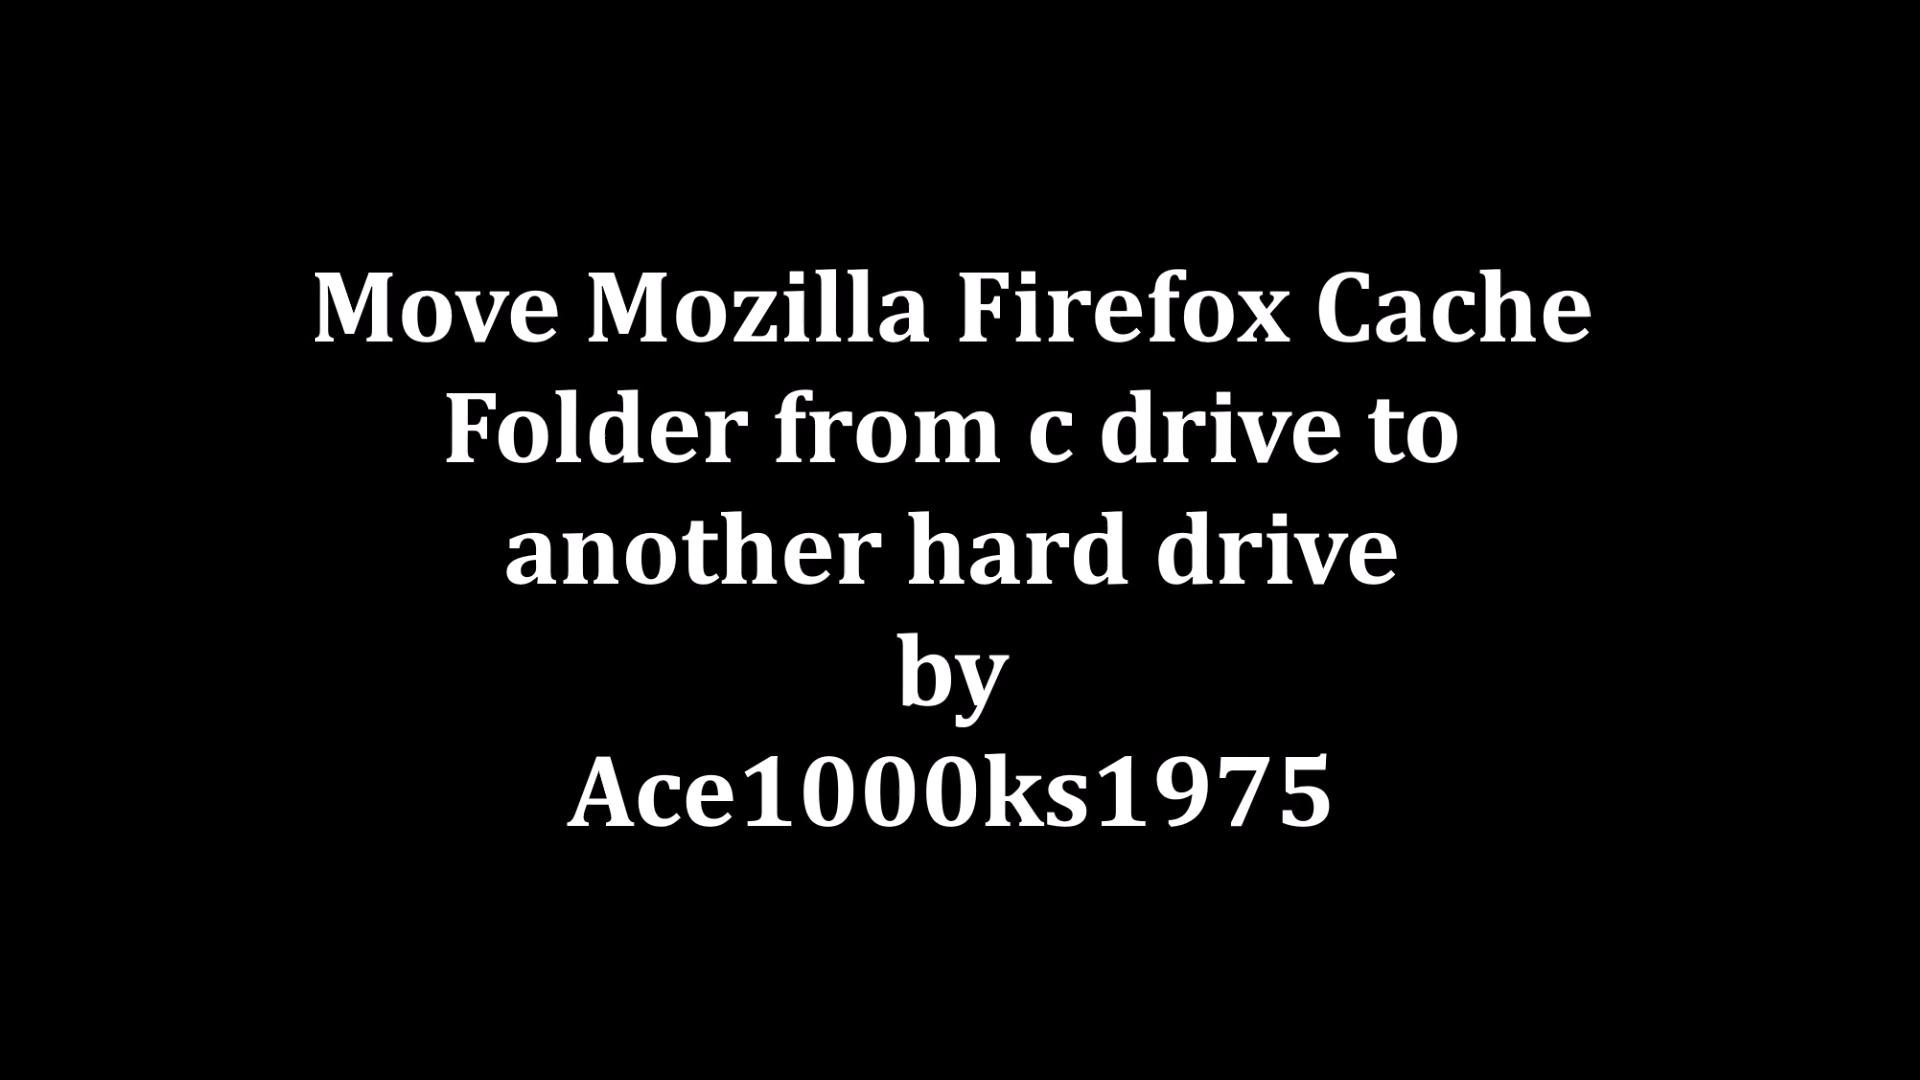 Move Mozilla Firefox Cache
Folder from c drive to
another hard drive
by
Ace1000ks1975